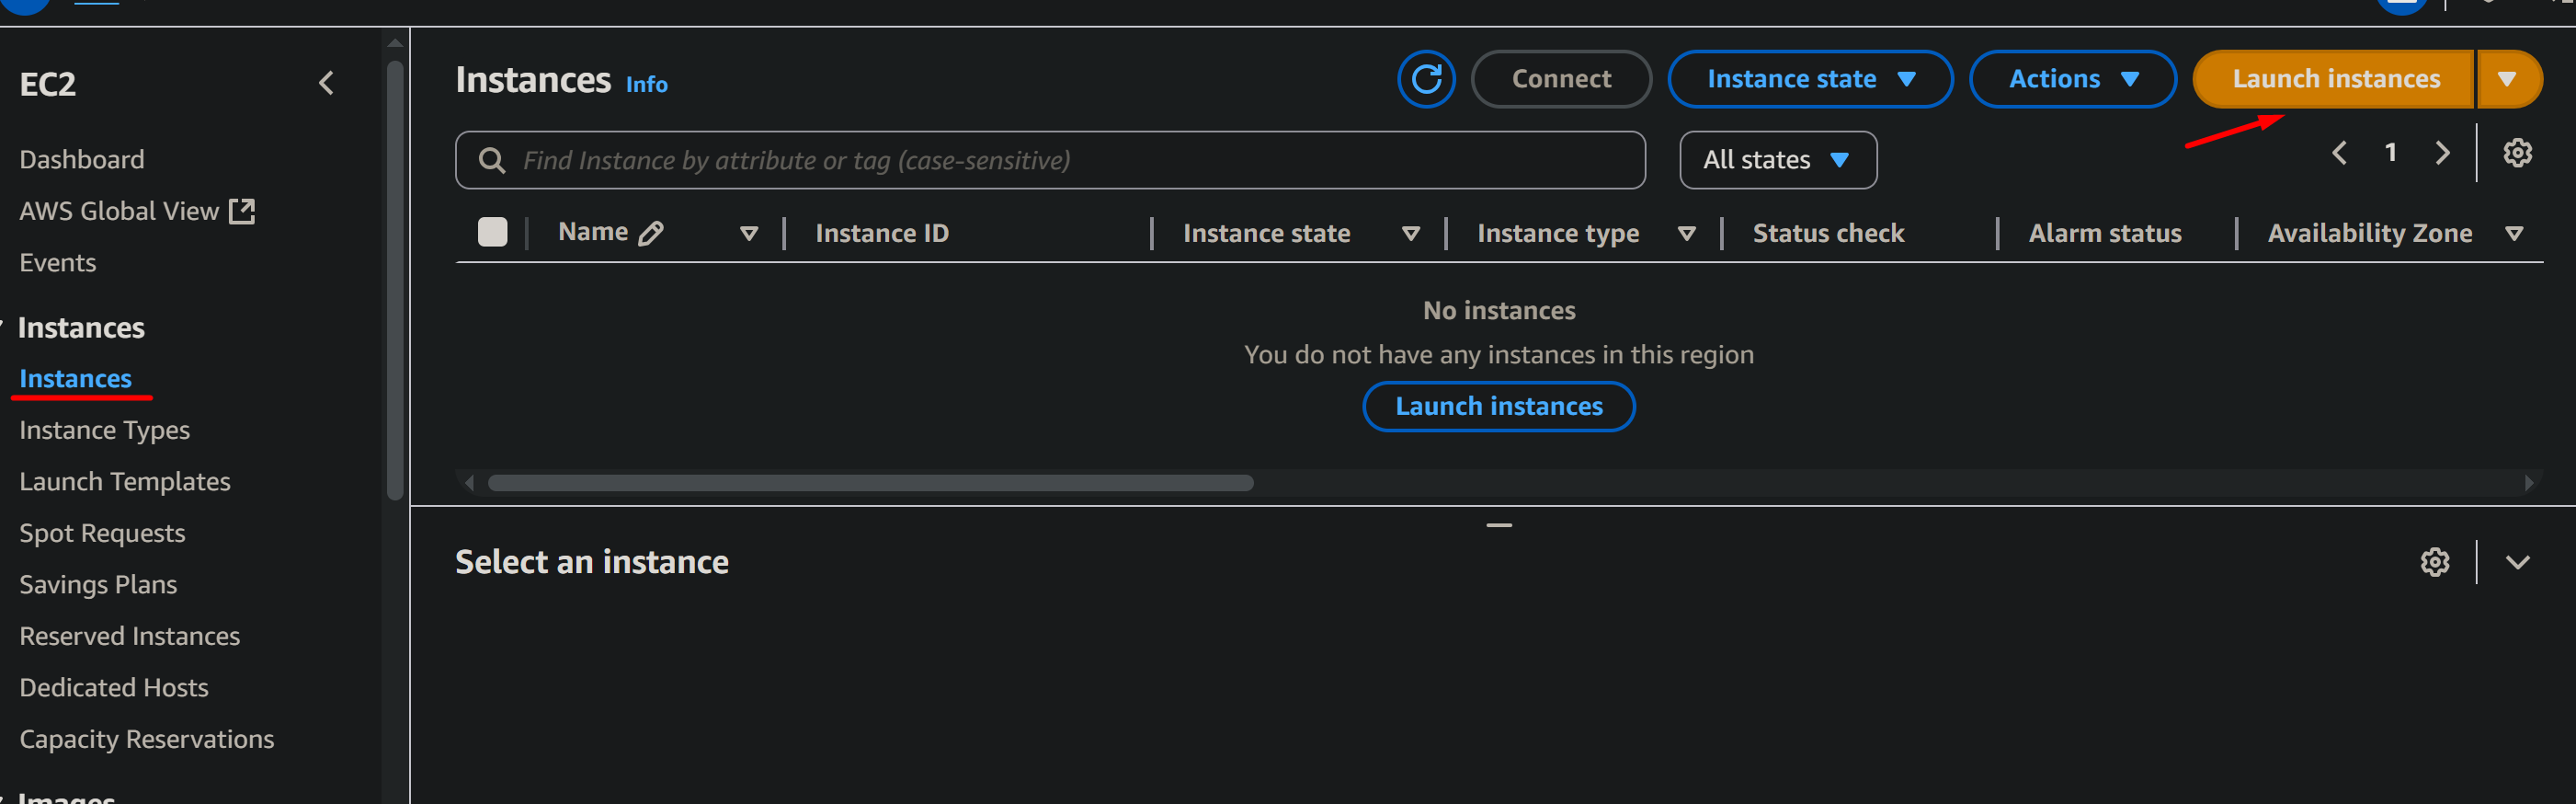 EC2
Dashboard
AWS Global View
Events
Instances
Instances
Instance Types
Launch Templates
Spot Requests
Savings Plans
Reserved Instances
Dedicated Hosts
Capacity Reservations
Images
Instances Info
Connect
Instance state
Actions
Launch instances
Find Instance by attribute or tag (case-sensitive)
All states
1
Name
Instance ID
Instance state
Instance type
Status check
Alarm status
Availability Zone
No instances
You do not have any instances in this region
Launch instances
Select an instance